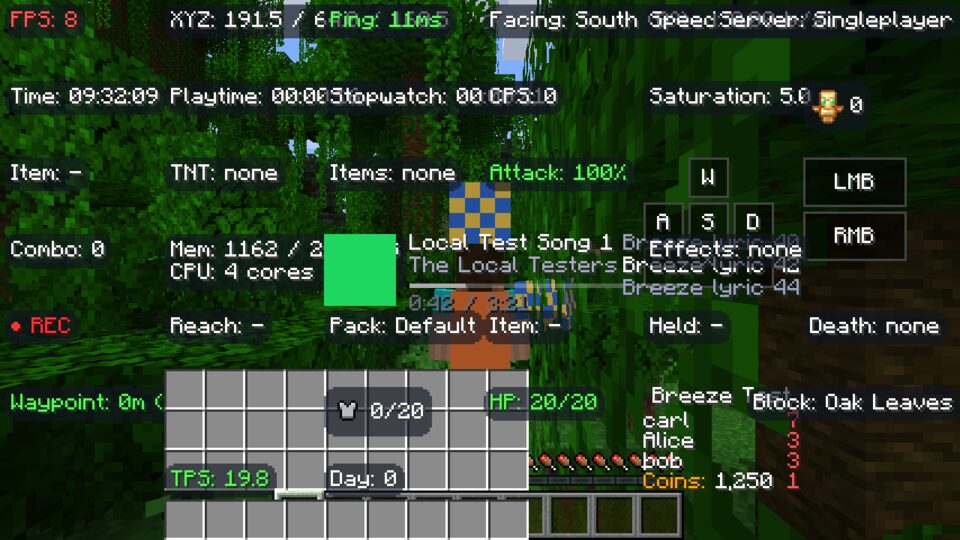 FPS: 8
XYZ: 191.5 / 6
Ping: 11ms
Facing: South
Speed
Server: Singleplayer
Time: 09:32:09
Playtime: 00:00
Stopwatch: 00:
CPS: 0
Saturation: 5.0
0
Item: -
TNT: none
Items: none
Attack: 100%
W
LMB
A S D
RMB
Combo: 0
Mem: 1162 / 2
CPU: 4 cores
Local Test Song 1
The Local Testers
0:42 / 3:21
Breeze lyric 40
Effects: none
Breeze lyric 42
Breeze lyric 44
● REC
Reach: -
Pack: Default
Item: -
Held: -
Death: none
Waypoint: 0m (
0/20
HP: 20/20
Breeze Test
Block: Oak Leaves
carl 7
Alice 3
bob 3
Coins: 1,250 1
TPS: 19.8
Day: 0